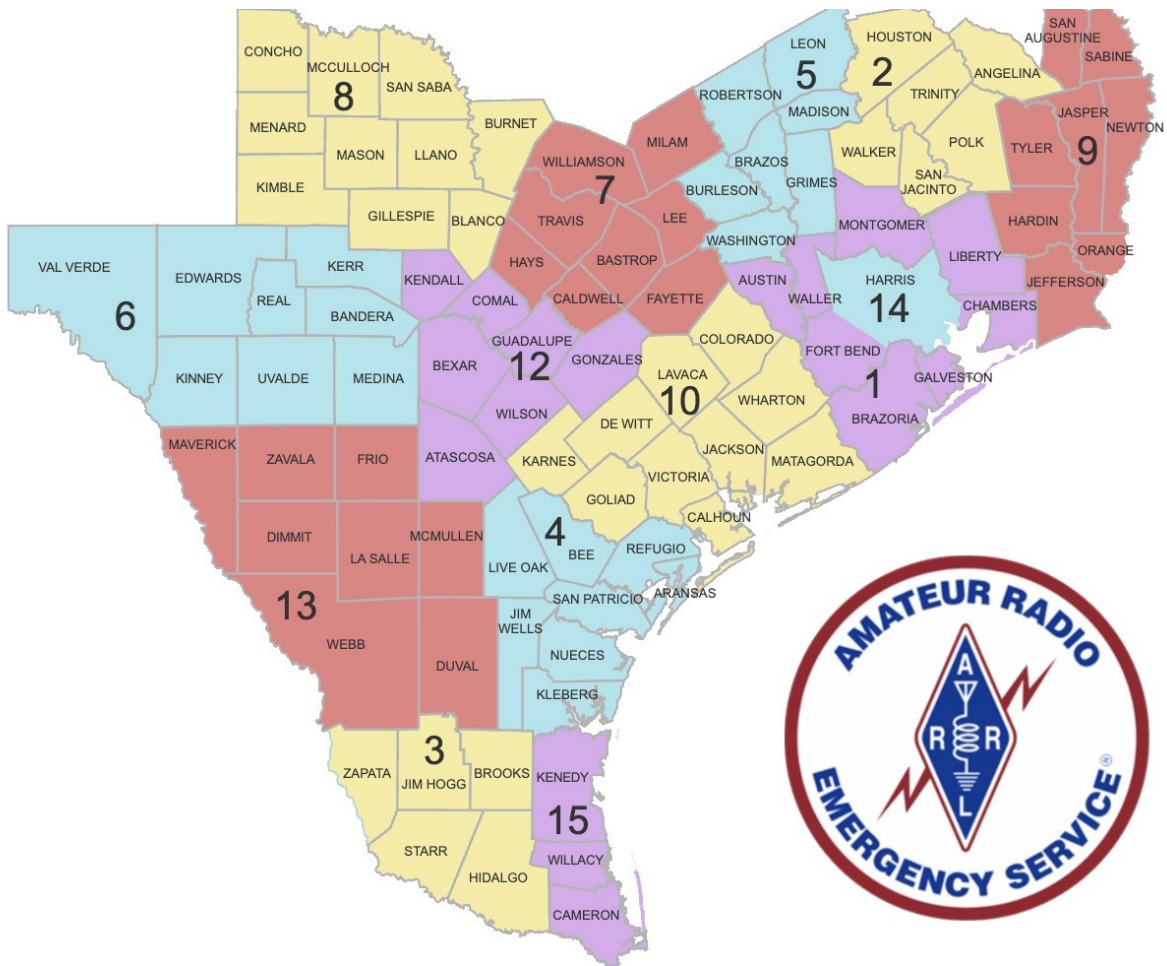 SAN
AUGUSTINE
SABINE
CONCHO
MCCULLOCH
8
SAN SABA
LEON
5
HOUSTON
2
ANGELINA
ROBERTSON
MADISON
TRINITY
JASPER
9
NEWTON
MENARD
MASON
LLANO
BURNET
MILAM
WILLIAMSON
7
BRAZOS
WALKER
POLK
TYLER
KIMBLE
GILLESPIE
BLANCO
TRAVIS
LEE
BURLESON
GRIMES
SAN
JACINTO
WASHINGTON
MONTGOMER
HARDIN
ORANGE
VAL VERDE
6
EDWARDS
REAL
KERR
BANDERA
KENDALL
COMAL
HAYS
BASTROP
CALDWELL
FAYETTE
AUSTIN
WALLER
HARRIS
14
LIBERTY
CHAMBERS
JEFFERSON
KINNEY
UVALDE
MEDINA
BEXAR
GUADALUPE
12
GONZALES
WILSON
COLORADO
LAVACA
10
WHARTON
FORT BEND
1
GALVESTON
BRAZORIA
MAVERICK
ZAVALA
FRIO
ATASCOSA
KARNES
DE WITT
JACKSON
MATAGORDA
VICTORIA
GOLIAD
CALHOUN
DIMMIT
LA SALLE
MCMULLEN
LIVE OAK
4
BEE
REFUGIO
ARANSAS
SAN PATRICIO
13
WEBB
DUVAL
JIM
WELLS
NUECES
KLEBERG
ZAPATA
3
JIM HOGG
BROOKS
KENEDY
15
STARR
HIDALGO
WILLACY
CAMERON
AMATEUR RADIO
A
R R
L
EMERGENCY SERVICE®